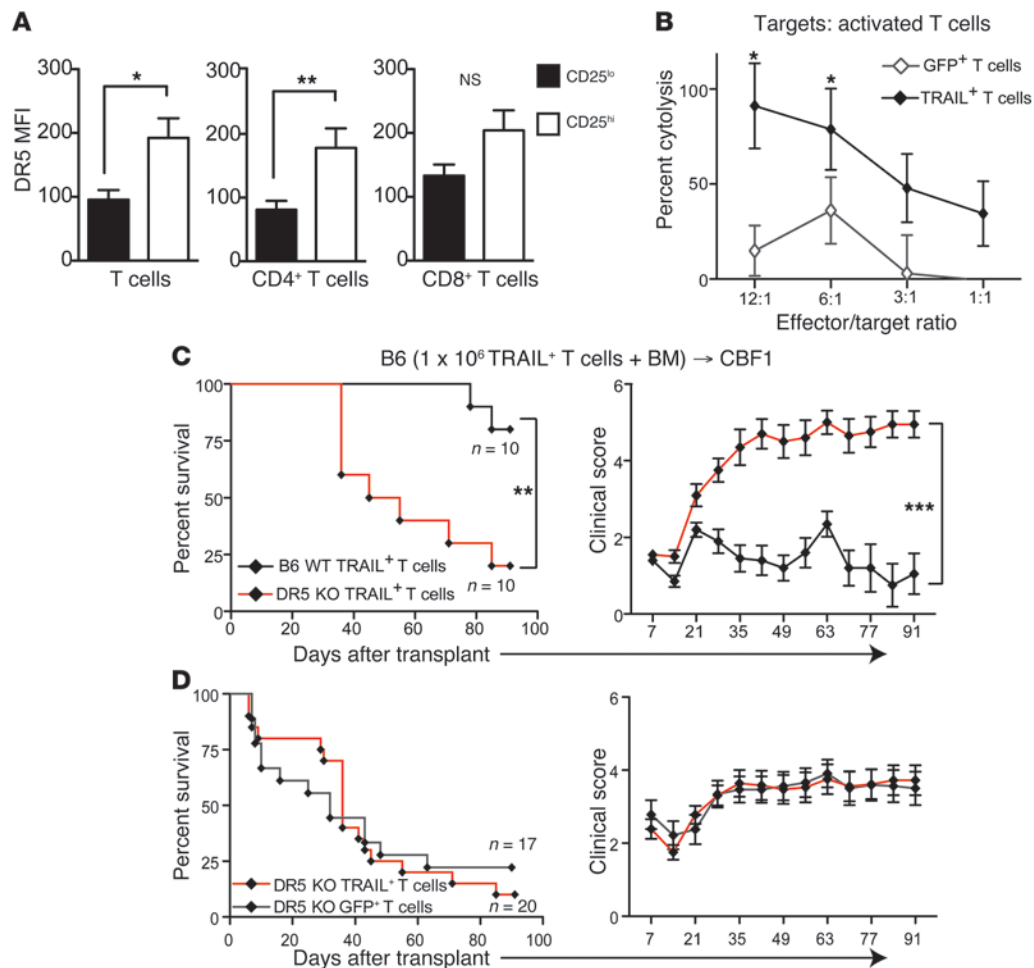 A
DR5 MFI
300
200
100
0
*
T cells
300
200
100
0
**
CD4+ T cells
300
200
100
0
NS
CD8+ T cells
CD25lo
CD25hi
B
Targets: activated T cells
GFP+ T cells
TRAIL+ T cells
Percent cytolysis
100
50
0
*
*
12:1 6:1 3:1 1:1
Effector/target ratio
C
B6 (1 x 10⁶ TRAIL+ T cells + BM) → CBF1
Percent survival
100
75
50
25
0
n = 10
**
B6 WT TRAIL+ T cells
DR5 KO TRAIL+ T cells
n = 10
0 20 40 60 80 100
Days after transplant
Clinical score
6
4
2
0
***
7 21 35 49 63 77 91
D
Percent survival
100
75
50
25
0
n = 17
DR5 KO TRAIL+ T cells
DR5 KO GFP+ T cells
n = 20
0 20 40 60 80 100
Days after transplant
Clinical score
6
4
2
0
7 21 35 49 63 77 91